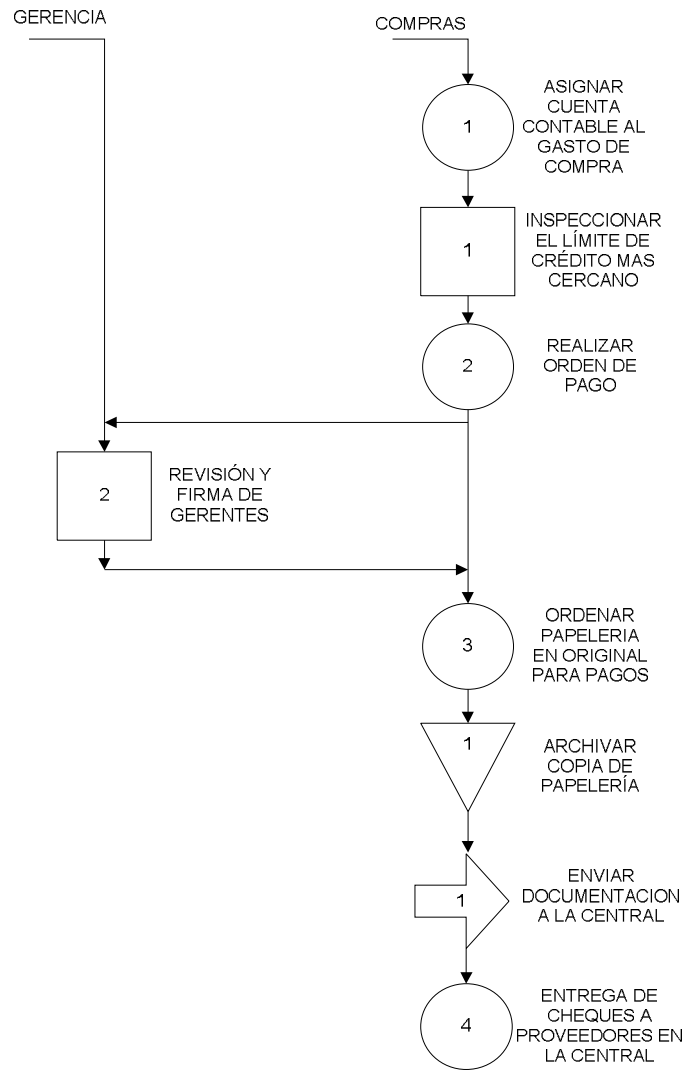 GERENCIA
COMPRAS
1
ASIGNAR
CUENTA
CONTABLE AL
GASTO DE
COMPRA
1
INSPECCIONAR
EL LÍMITE DE
CRÉDITO MAS
CERCANO
2
REALIZAR
ORDEN DE
PAGO
2
REVISIÓN Y
FIRMA DE
GERENTES
3
ORDENAR
PAPELERIA
EN ORIGINAL
PARA PAGOS
1
ARCHIVAR
COPIA DE
PAPELERÍA
1
ENVIAR
DOCUMENTACION
A LA CENTRAL
4
ENTREGA DE
CHEQUES A
PROVEEDORES EN
LA CENTRAL